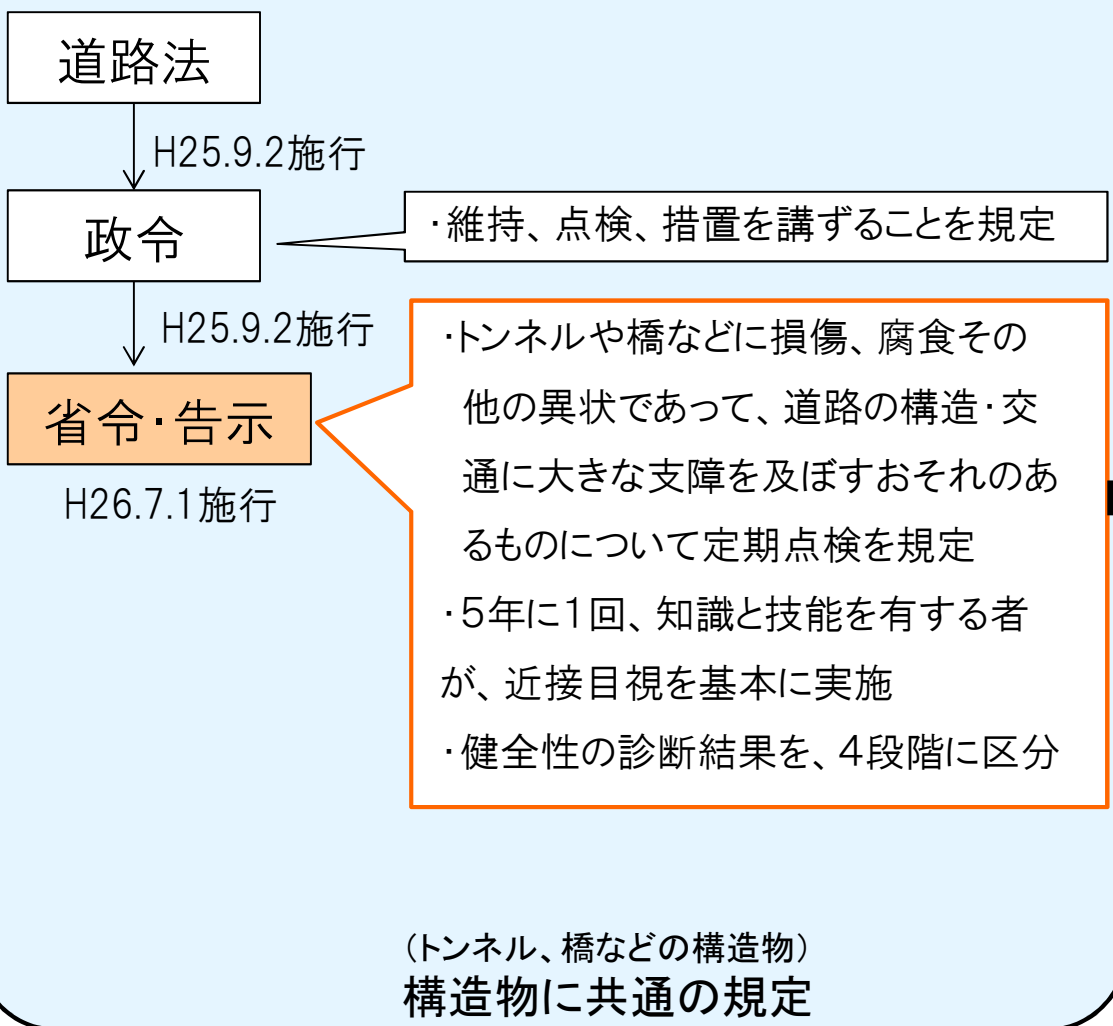 道路法
H25.9.2施行
政令
・維持、点検、措置を講ずることを規定
H25.9.2施行
省令・告示
H26.7.1施行
・トンネルや橋などに損傷、腐食その
他の異状であって、道路の構造・交
通に大きな支障を及ぼすおそれのあ
るものについて定期点検を規定
・5年に1回、知識と技能を有する者
が、近接目視を基本に実施
・健全性の診断結果を、4段階に区分
(トンネル、橋などの構造物)
構造物に共通の規定